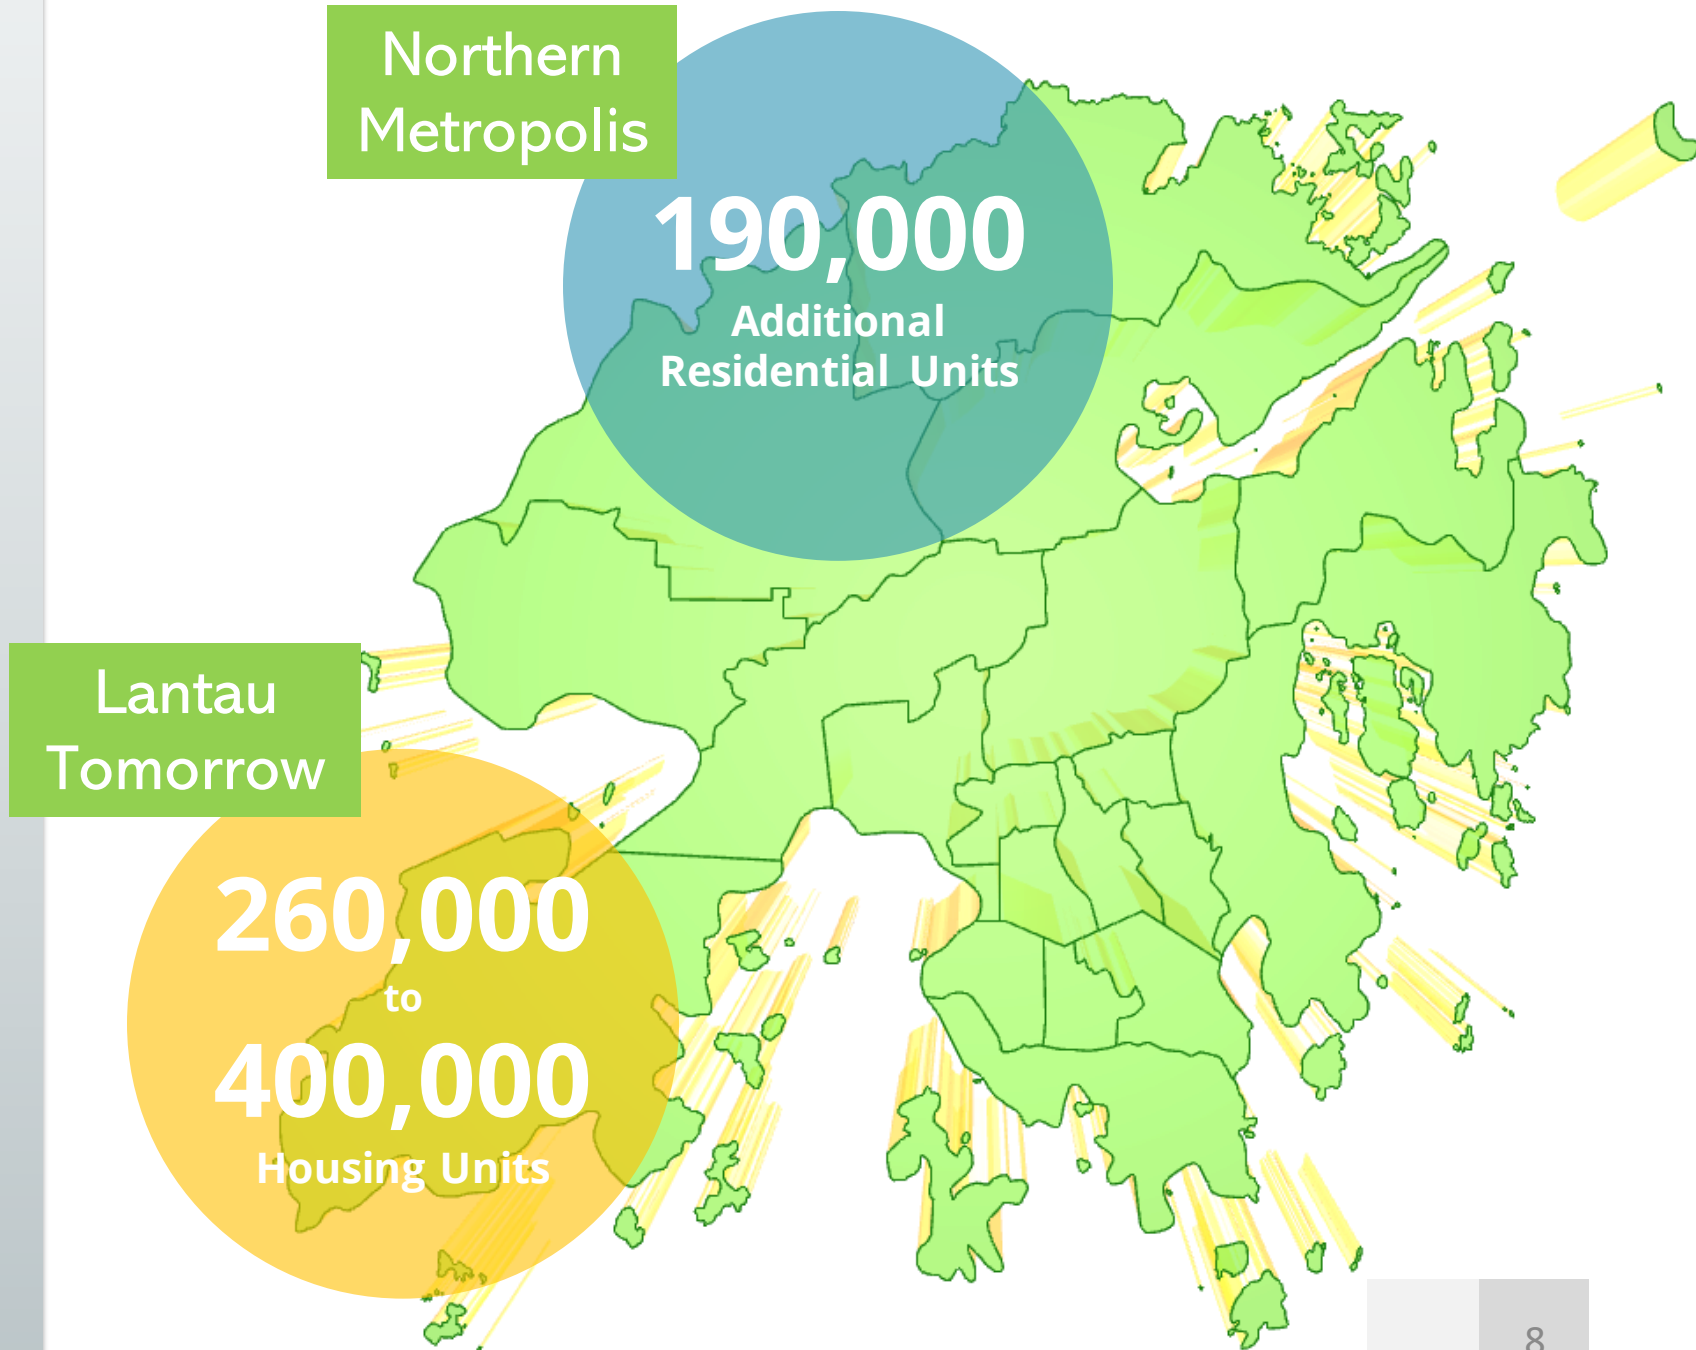 Northern
Metropolis
190,000
Additional
Residential Units
Lantau
Tomorrow
260,000
to
400,000
Housing Units
8